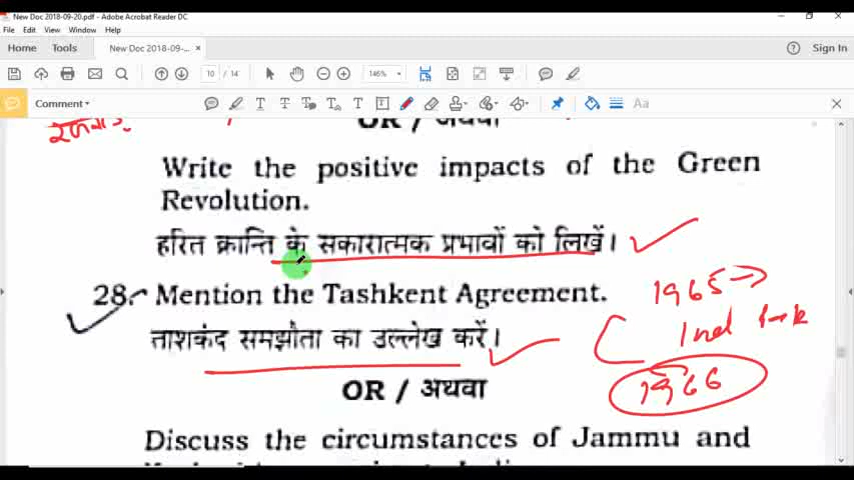 New Doc 2018-09-20.pdf - Adobe Acrobat Reader DC
File Edit View Window Help
Home Tools New Doc 2018-09-... × Sign In
10 / 14 146%
Comment
OR / अथवा
Write the positive impacts of the Green
Revolution.
हरित क्रान्ति के सकारात्मक प्रभावों को लिखें।
28. Mention the Tashkent Agreement.
1965
ताशकंद समझौता का उल्लेख करें।
Ind
1966
OR / अथवा
Discuss the circumstances of Jammu and